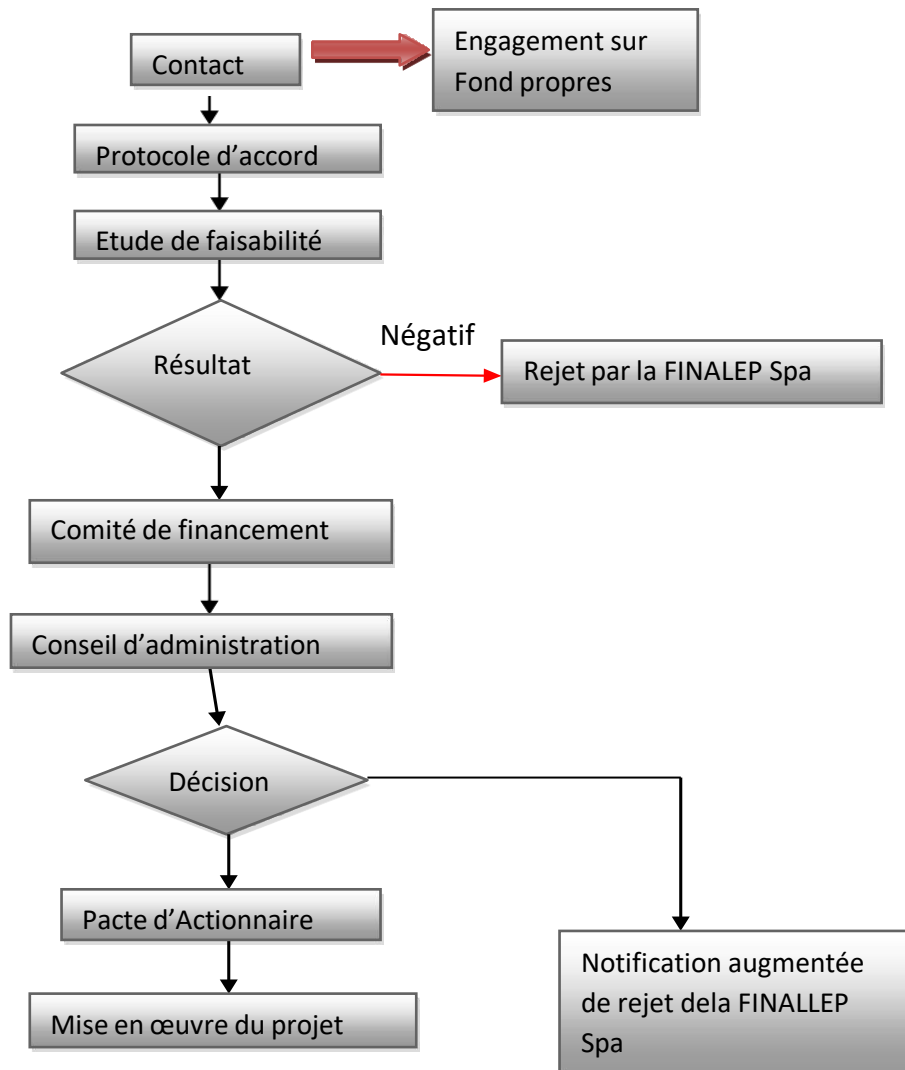 Contact
Engagement sur
Fond propres
Protocole d’accord
Etude de faisabilité
Résultat
Négatif
Rejet par la FINALEP Spa
Comité de financement
Conseil d’administration
Décision
Pacte d’Actionnaire
Notification augmentée
de rejet dela FINALLEP
Spa
Mise en œuvre du projet